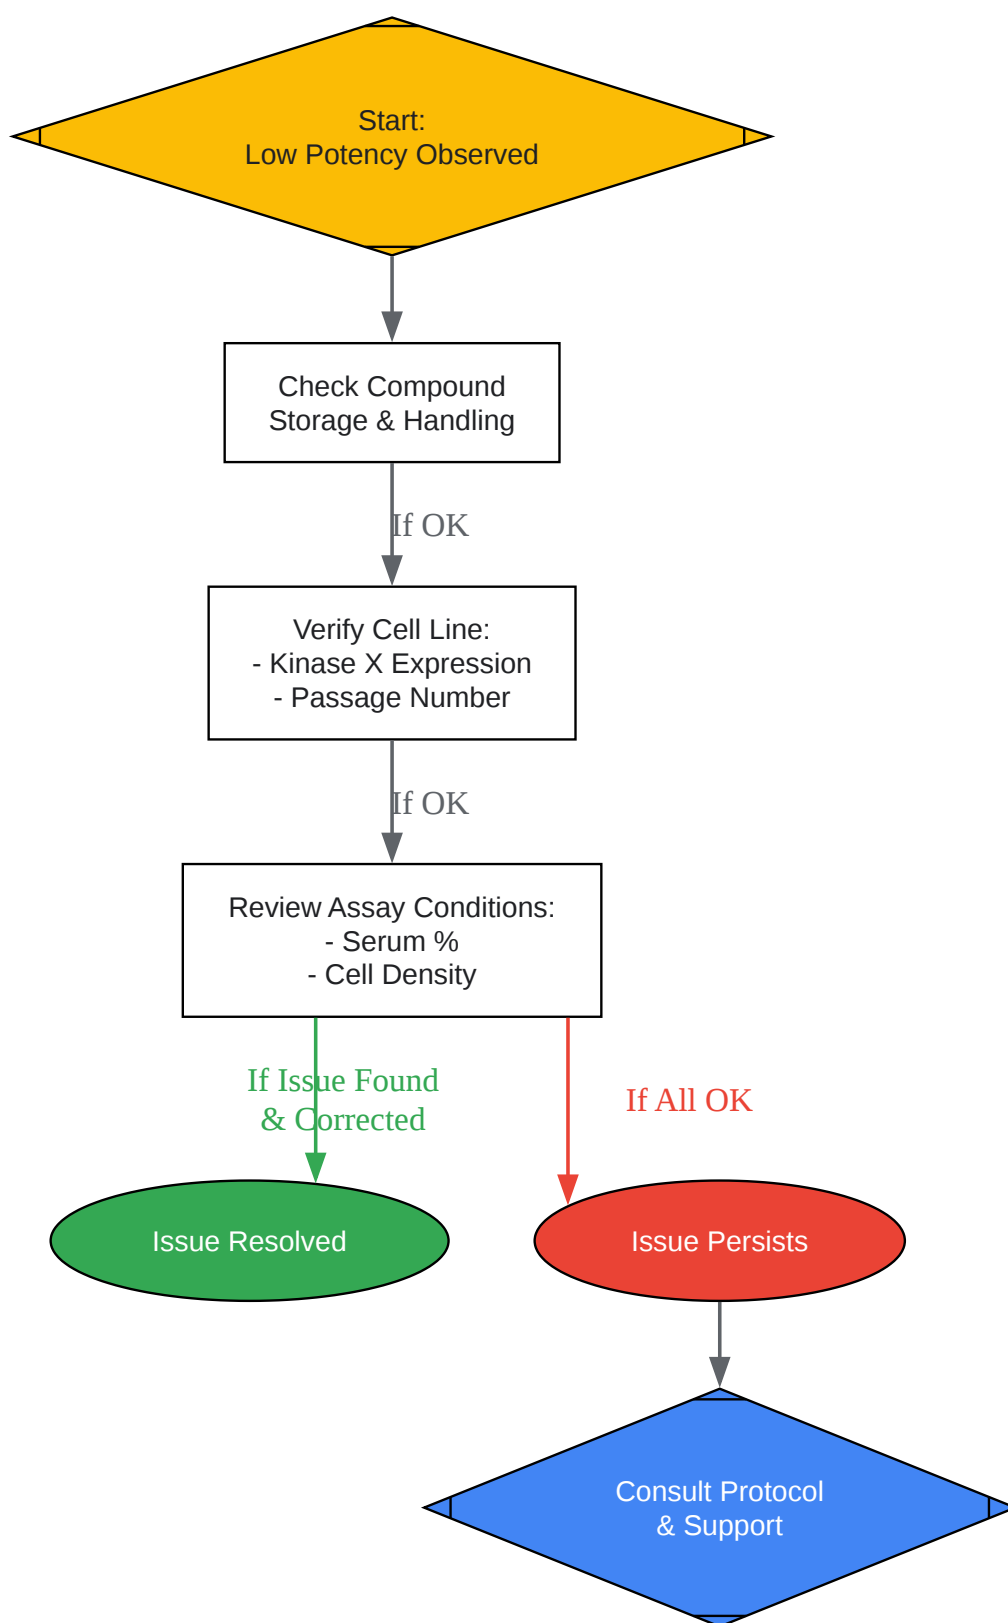 Start:
Low Potency Observed
Check Compound
Storage & Handling
If OK
Verify Cell Line:
- Kinase X Expression
- Passage Number
If OK
Review Assay Conditions:
- Serum %
- Cell Density
If Issue Found
& Corrected
If All OK
Issue Resolved
Issue Persists
Consult Protocol
& Support